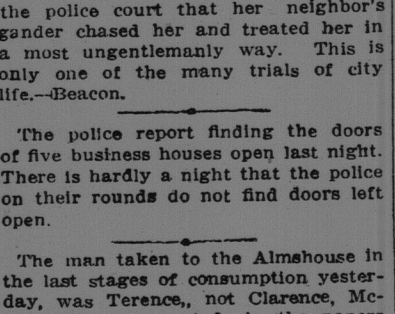 the police court that her neighbor's
gander chased her and treated her in
a most ungentlemanly way. This is
only one of the many trials of city
life.—Beacon.
The police report finding the doors
of five business houses open last night.
There is hardly a night that the police
on their rounds do not find doors left
open.
The man taken to the Almshouse in
the last stages of consumption yester-
day, was Terence,, not Clarence, Mc-